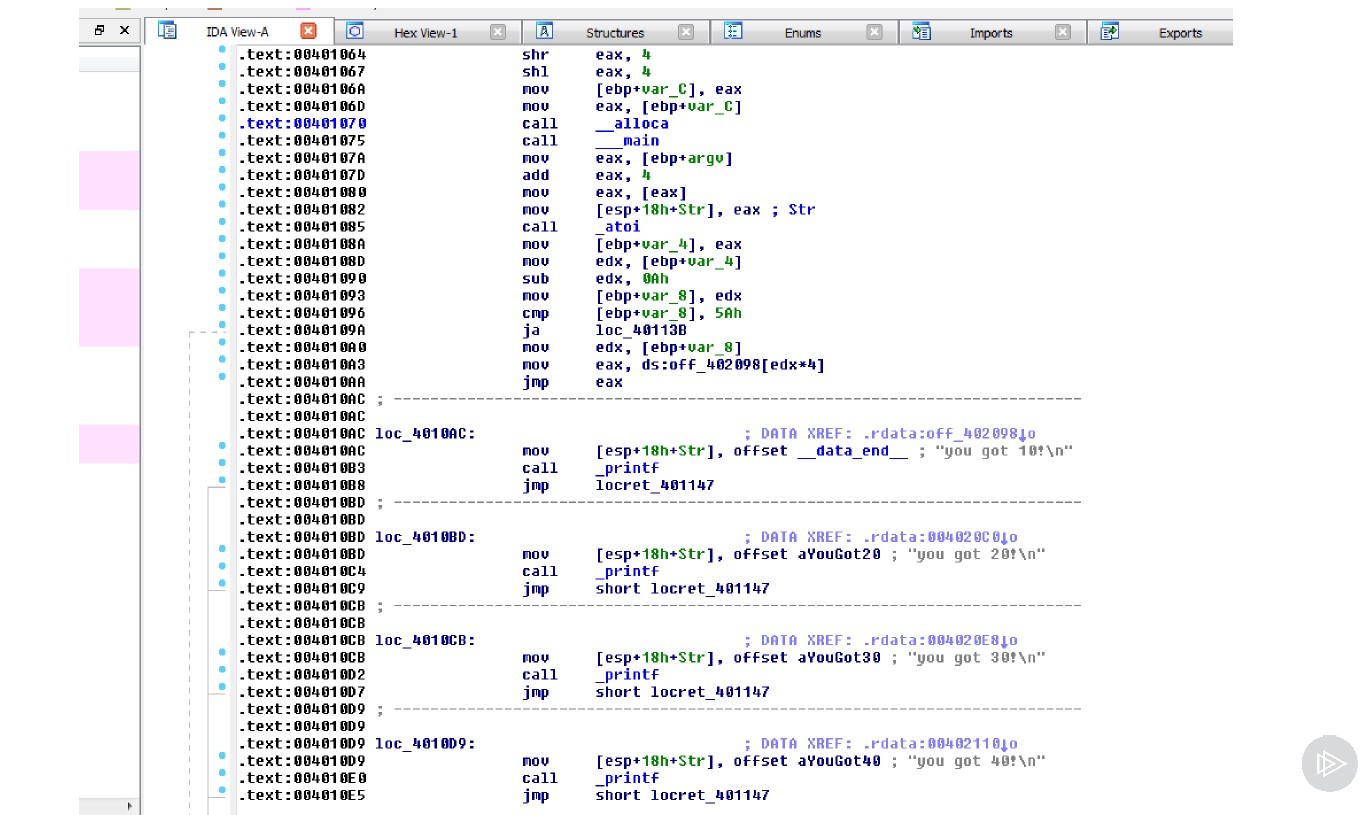 IDA View-A Hex View-1 Structures Enums Imports Exports
.text:00401064 shr eax, 4
.text:00401067 shl eax, 4
.text:0040106A mov [ebp+var_C], eax
.text:0040106D mov eax, [ebp+var_C]
.text:00401070 call __alloca
.text:00401075 call ___main
.text:0040107A mov eax, [ebp+argv]
.text:0040107D add eax, 4
.text:00401080 mov eax, [eax]
.text:00401082 mov [esp+18h+Str], eax ; Str
.text:00401085 call _atoi
.text:0040108A mov [ebp+var_4], eax
.text:0040108D mov edx, [ebp+var_4]
.text:00401090 sub edx, 0Ah
.text:00401093 mov [ebp+var_8], edx
.text:00401096 cmp [ebp+var_8], 5Ah
.text:0040109A ja loc_40113B
.text:004010A0 mov edx, [ebp+var_8]
.text:004010A3 mov eax, ds:off_402098[edx*4]
.text:004010AA jmp eax
.text:004010AC ; ---------------------------------------------------------------------------
.text:004010AC
.text:004010AC loc_4010AC: ; DATA XREF: .rdata:off_402098↓o
.text:004010AC mov [esp+18h+Str], offset __data_end__ ; "you got 10!\n"
.text:004010B3 call _printf
.text:004010B8 jmp locret_401147
.text:004010BD ; ---------------------------------------------------------------------------
.text:004010BD
.text:004010BD loc_4010BD: ; DATA XREF: .rdata:004020C0↓o
.text:004010BD mov [esp+18h+Str], offset aYouGot20 ; "you got 20!\n"
.text:004010C4 call _printf
.text:004010C9 jmp short locret_401147
.text:004010CB ; ---------------------------------------------------------------------------
.text:004010CB
.text:004010CB loc_4010CB: ; DATA XREF: .rdata:004020E8↓o
.text:004010CB mov [esp+18h+Str], offset aYouGot30 ; "you got 30!\n"
.text:004010D2 call _printf
.text:004010D7 jmp short locret_401147
.text:004010D9 ; ---------------------------------------------------------------------------
.text:004010D9
.text:004010D9 loc_4010D9: ; DATA XREF: .rdata:00402110↓o
.text:004010D9 mov [esp+18h+Str], offset aYouGot40 ; "you got 40!\n"
.text:004010E0 call _printf
.text:004010E5 jmp short locret_401147